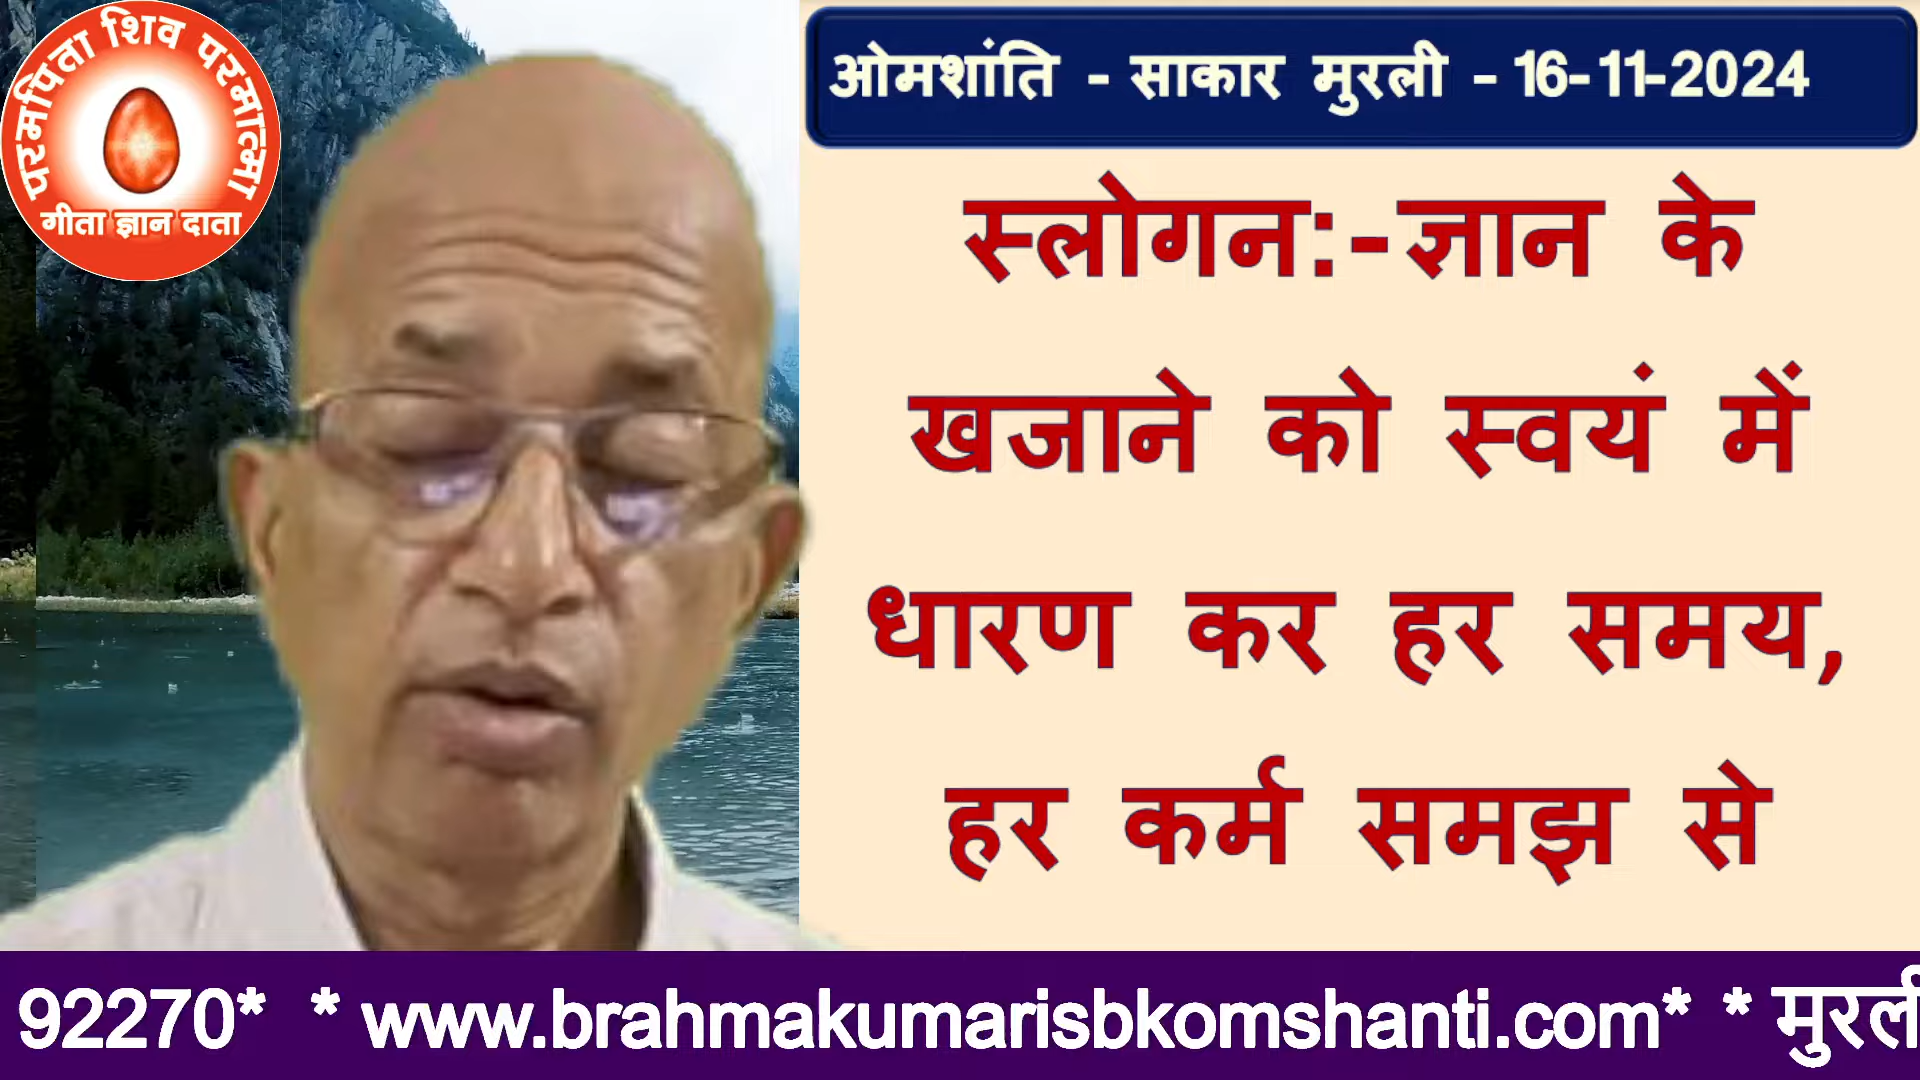 परमपिता शिव परमात्मा
गीता ज्ञान दाता
ओमशांति - साकार मुरली - 16-11-2024
स्लोगन:-ज्ञान के
खजाने को स्वयं में
धारण कर हर समय,
हर कर्म समझ से
92270* * www.brahmakumarisbkomshanti.com* * मुरली